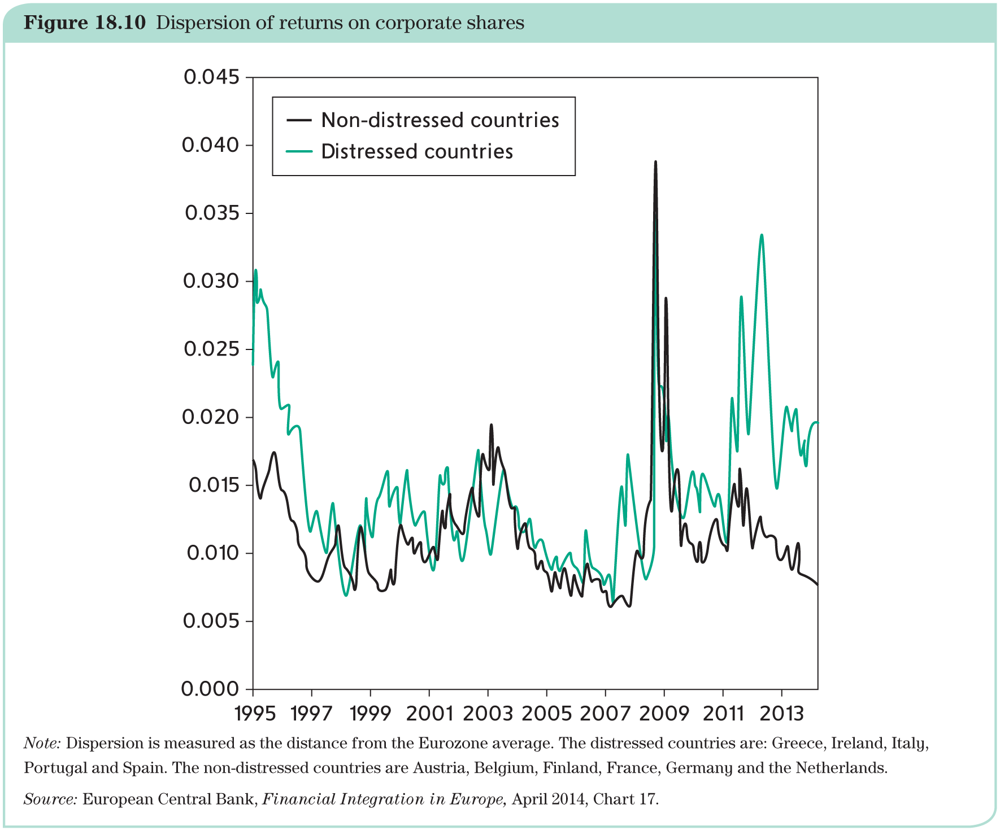 Figure 18.10 Dispersion of returns on corporate shares
0.045
Non-distressed countries
Distressed countries
0.040
0.035
0.030
0.025
0.020
0.015
0.010
0.005
0.000
1995 1997 1999 2001 2003 2005 2007 2009 2011 2013
Note: Dispersion is measured as the distance from the Eurozone average. The distressed countries are: Greece, Ireland, Italy,
Portugal and Spain. The non-distressed countries are Austria, Belgium, Finland, France, Germany and the Netherlands.
Source: European Central Bank, Financial Integration in Europe, April 2014, Chart 17.